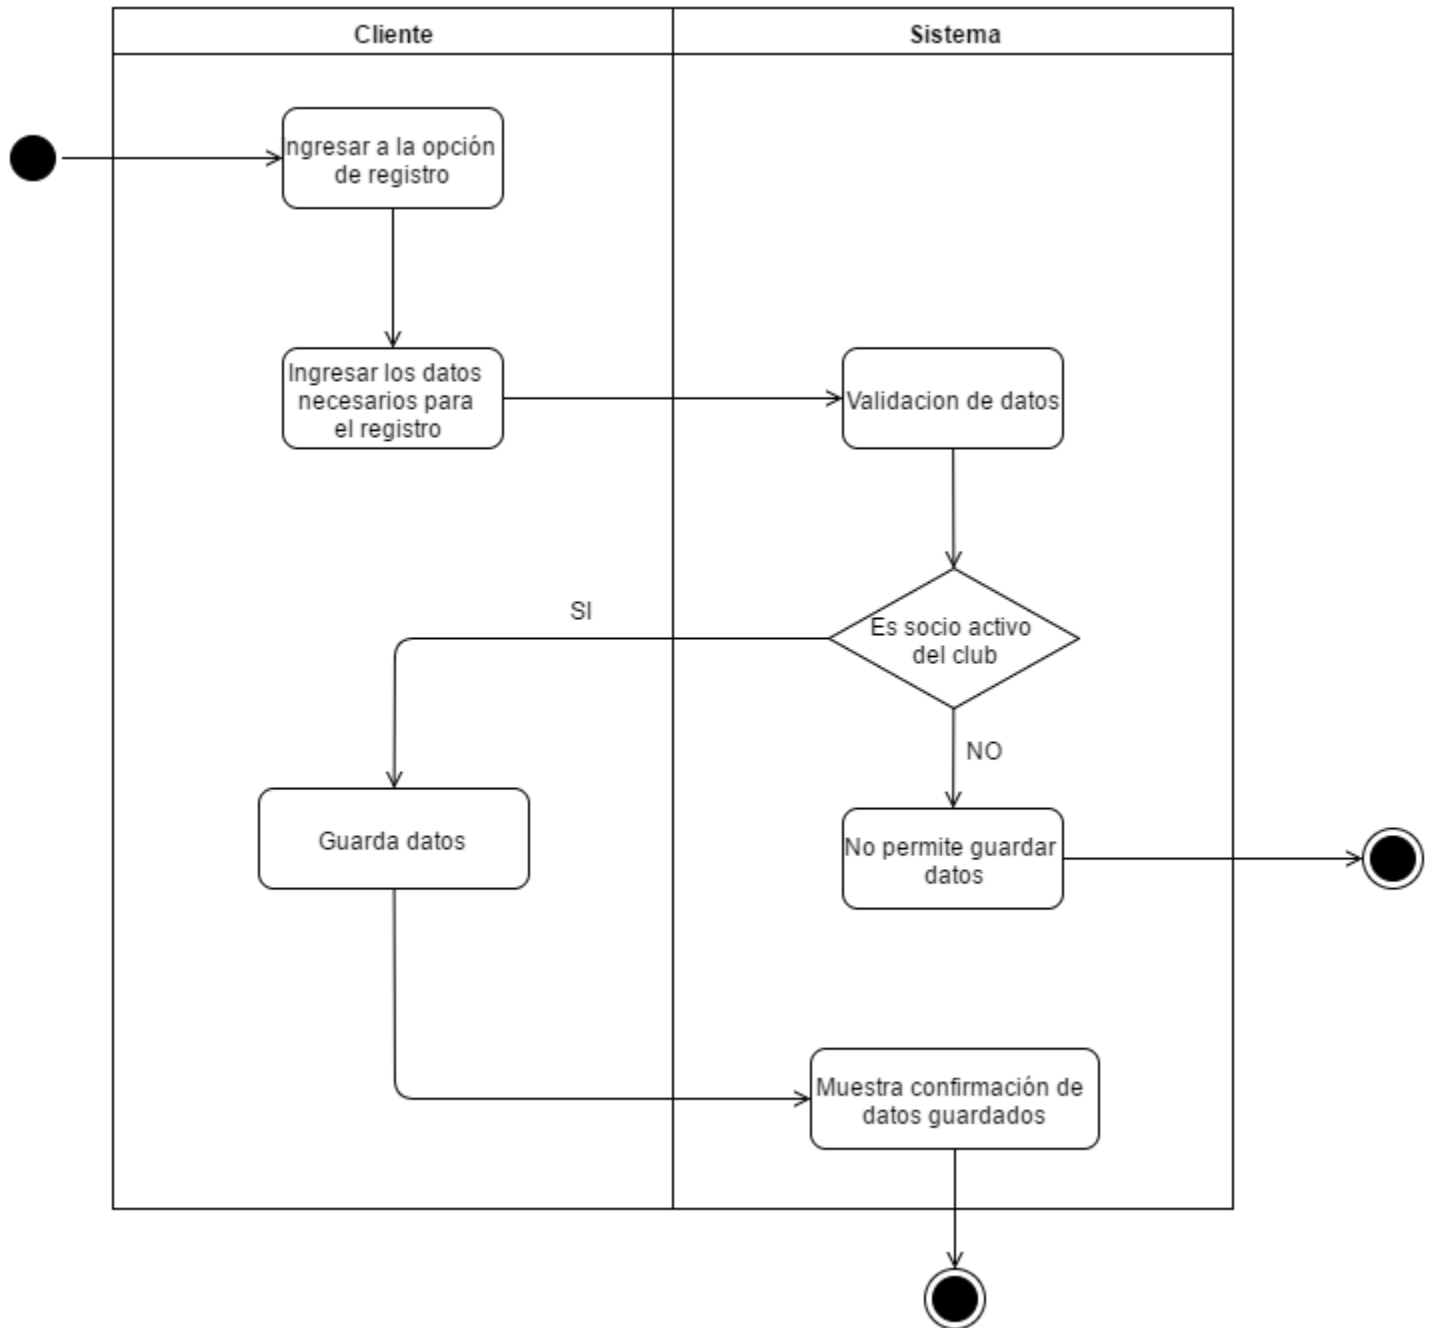 Cliente
Sistema
Ingresar a la opción
de registro
Ingresar los datos
necesarios para
el registro
Validacion de datos
Es socio activo
del club
SI
NO
Guarda datos
No permite guardar
datos
Muestra confirmación de
datos guardados